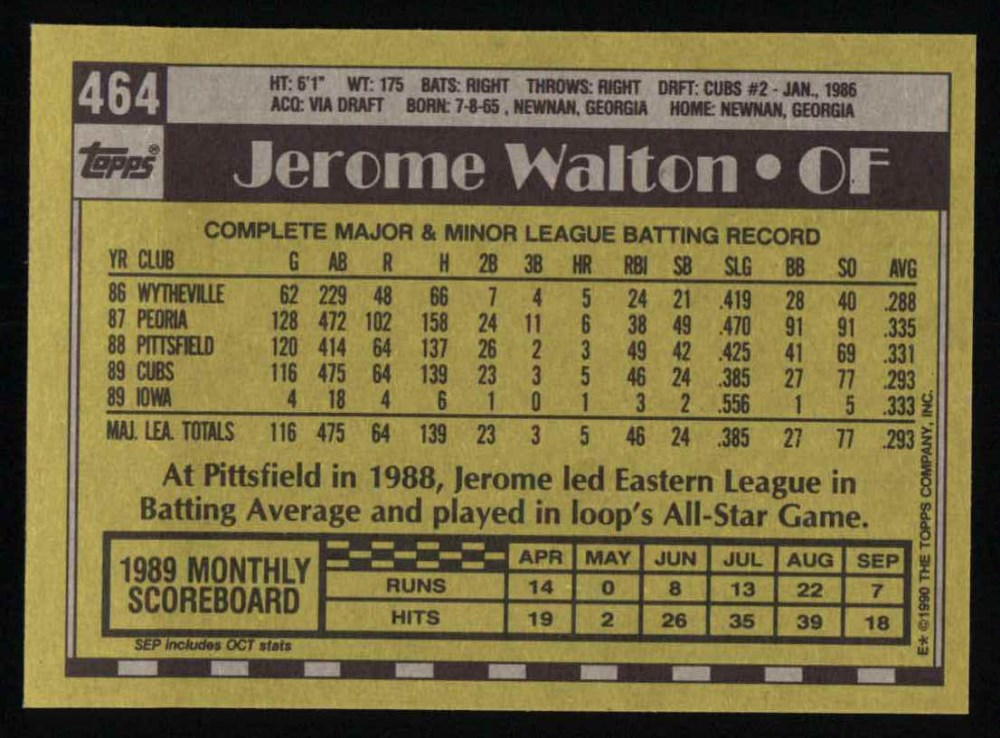 464
HT: 6'1" WT: 175 BATS: RIGHT THROWS: RIGHT DRFT: CUBS #2 - JAN., 1986
ACQ: VIA DRAFT BORN: 7-8-65 , NEWNAN, GEORGIA HOME: NEWNAN, GEORGIA
topps®
Jerome Walton • OF
COMPLETE MAJOR & MINOR LEAGUE BATTING RECORD
YR CLUB G AB R H 2B 3B HR RBI SB SLG BB SO AVG
86 WYTHEVILLE 62 229 48 66 7 4 5 24 21 .419 28 40 .288
87 PEORIA 128 472 102 158 24 11 6 38 49 .470 91 91 .335
88 PITTSFIELD 120 414 64 137 26 2 3 49 42 .425 41 69 .331
89 CUBS 116 475 64 139 23 3 5 46 24 .385 27 77 .293
89 IOWA 4 18 4 6 1 0 1 3 2 .556 1 5 .333
MAJ. LEA. TOTALS 116 475 64 139 23 3 5 46 24 .385 27 77 .293
At Pittsfield in 1988, Jerome led Eastern League in
Batting Average and played in loop's All-Star Game.
1989 MONTHLY
SCOREBOARD
APR MAY JUN JUL AUG SEP
RUNS 14 0 8 13 22 7
HITS 19 2 26 35 39 18
SEP includes OCT stats
E* ©1990 THE TOPPS COMPANY, INC.